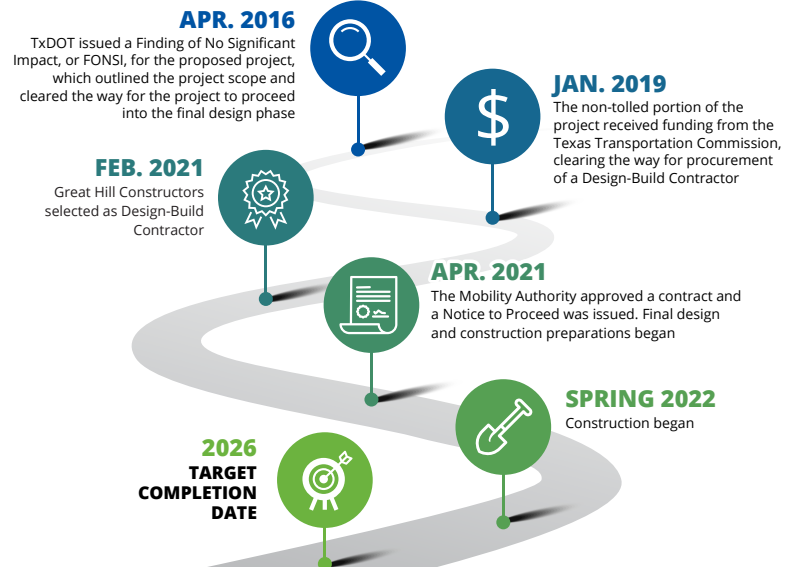 APR. 2016
TxDOT issued a Finding of No Significant
Impact, or FONSI, for the proposed project,
which outlined the project scope and
cleared the way for the project to proceed
into the final design phase
$
JAN. 2019
The non-tolled portion of the
project received funding from the
Texas Transportation Commission,
clearing the way for procurement
of a Design-Build Contractor
FEB. 2021
Great Hill Constructors
selected as Design-Build
Contractor
APR. 2021
The Mobility Authority approved a contract and
a Notice to Proceed was issued. Final design
and construction preparations began
SPRING 2022
Construction began
2026
TARGET
COMPLETION
DATE